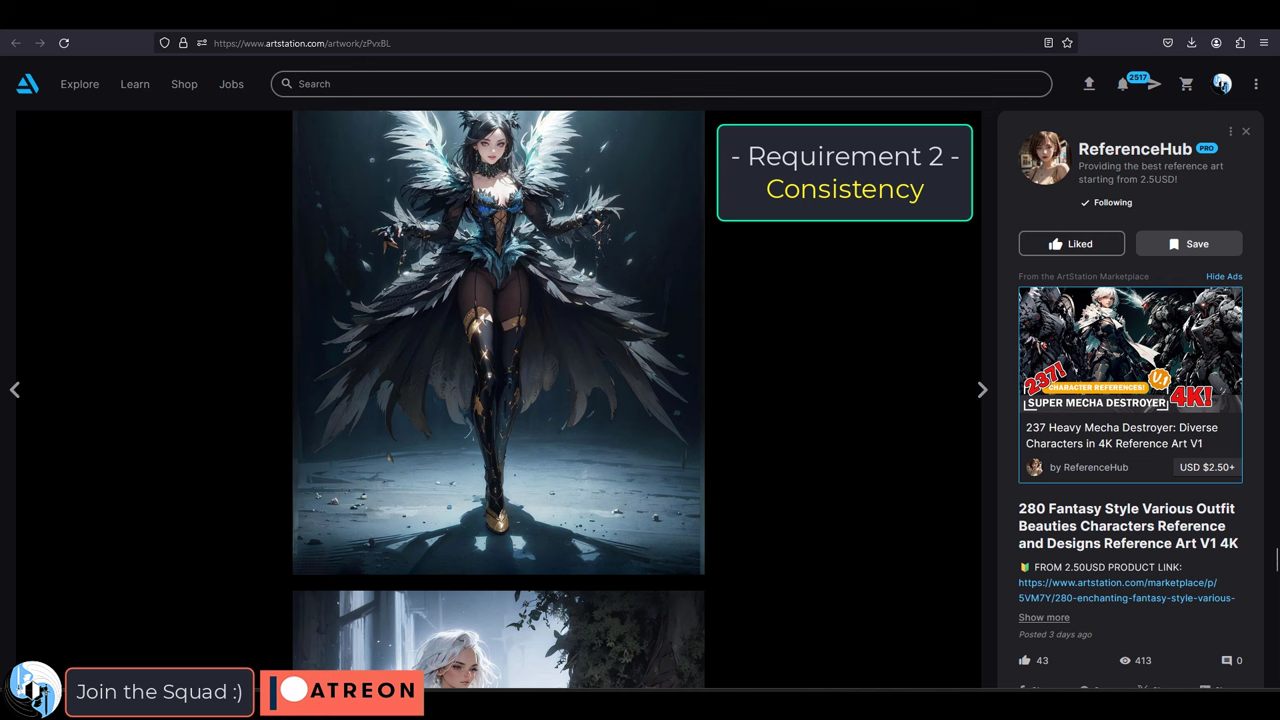 https://www.artstation.com/artwork/zPvxBL
Explore
Learn
Shop
Jobs
Search
2517
- Requirement 2 -
Consistency
ReferenceHub PRO
Providing the best reference art
starting from 2.5USD!
Following
Liked
Save
From the ArtStation Marketplace
Hide Ads
237!
CHARACTER REFERENCES!
V.1
SUPER MECHA DESTROYER
4K!
237 Heavy Mecha Destroyer: Diverse
Characters in 4K Reference Art V1
by ReferenceHub
USD $2.50+
280 Fantasy Style Various Outfit
Beauties Characters Reference
and Designs Reference Art V1 4K
FROM 2.50USD PRODUCT LINK:
https://www.artstation.com/marketplace/p/
5VM7Y/280-enchanting-fantasy-style-various-
Show more
Posted 3 days ago
43
413
0
Join the Squad :)
PATREON